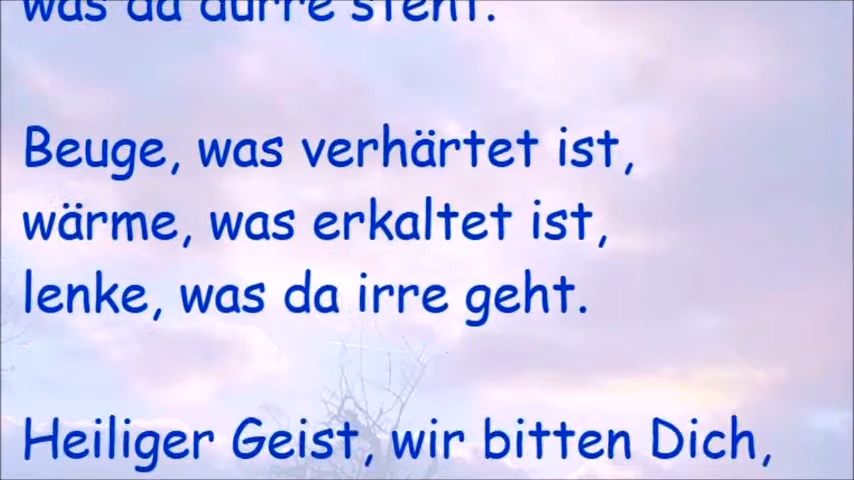 was da dürre steht.
Beuge, was verhärtet ist,
wärme, was erkaltet ist,
lenke, was da irre geht.
Heiliger Geist, wir bitten Dich,